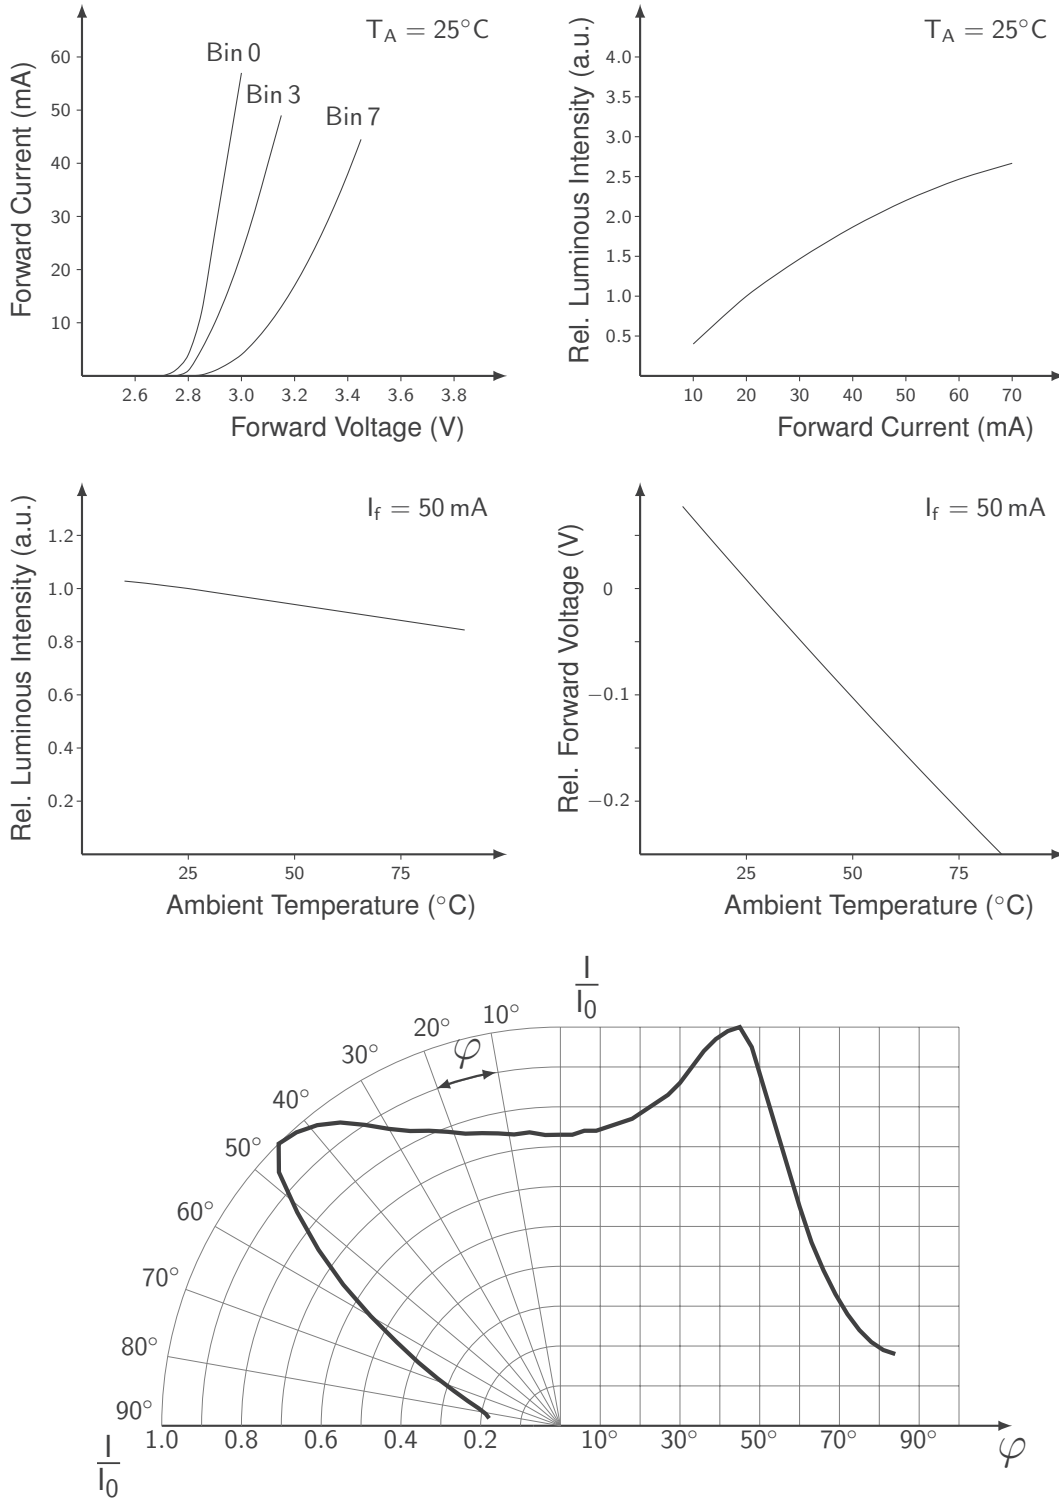 T_A = 25°C
Forward Current (mA)
60
50
40
30
20
10
Bin 0
Bin 3
Bin 7
2.6 2.8 3.0 3.2 3.4 3.6 3.8
Forward Voltage (V)
T_A = 25°C
Rel. Luminous Intensity (a.u.)
4.0
3.5
3.0
2.5
2.0
1.5
1.0
0.5
10 20 30 40 50 60 70
Forward Current (mA)
I_f = 50 mA
Rel. Luminous Intensity (a.u.)
1.2
1.0
0.8
0.6
0.4
0.2
25 50 75
Ambient Temperature (°C)
I_f = 50 mA
Rel. Forward Voltage (V)
0
−0.1
−0.2
25 50 75
Ambient Temperature (°C)
I
I_0
10°
20°
φ
30°
40°
50°
60°
70°
80°
90°
1.0 0.8 0.6 0.4 0.2 10° 30° 50° 70° 90°
I
I_0
φ